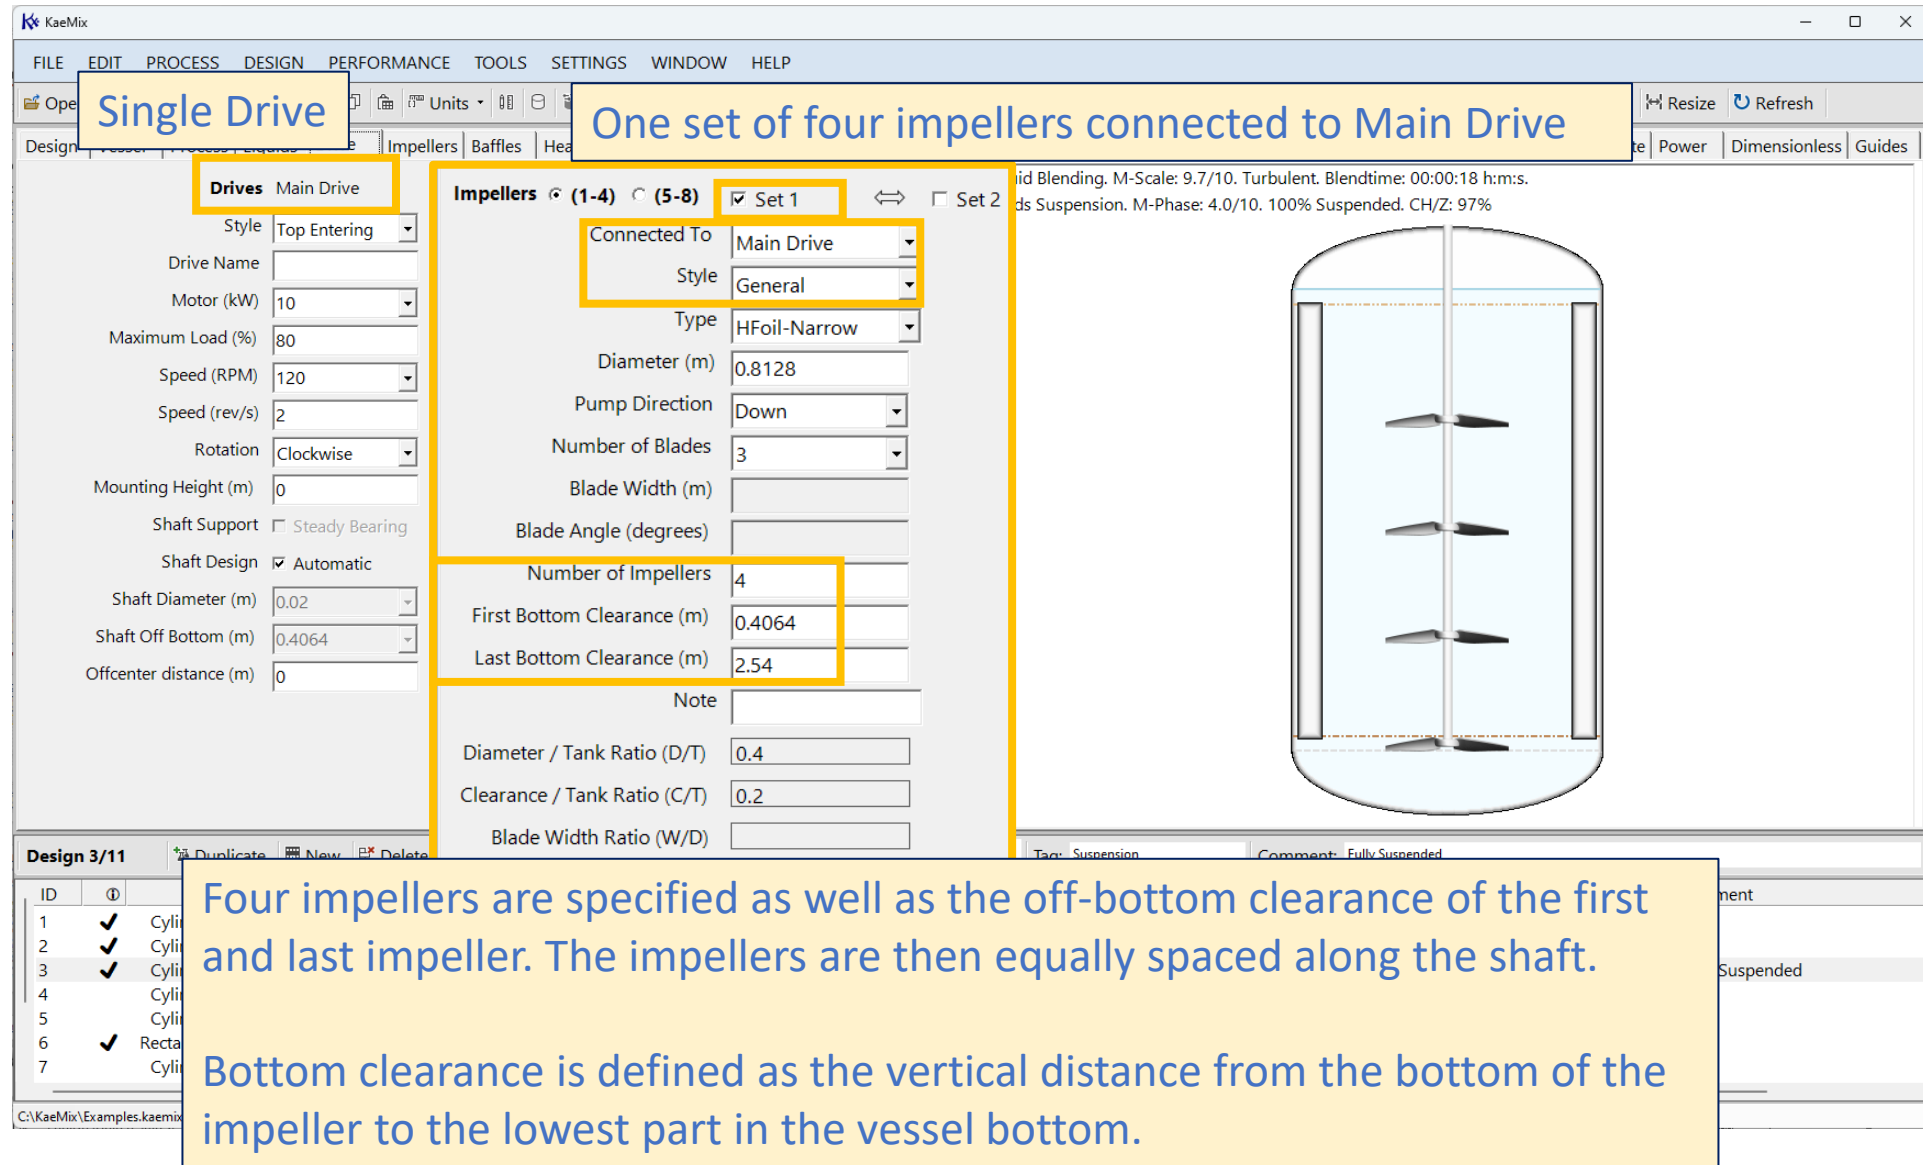 KaeMix
FILE EDIT PROCESS DESIGN PERFORMANCE TOOLS SETTINGS WINDOW HELP
Single Drive
Units
One set of four impellers connected to Main Drive
Resize Refresh
Design Impellers Baffles Power Dimensionless Guides
Drives Main Drive
Style Top Entering
Drive Name
Motor (kW) 10
Maximum Load (%) 80
Speed (RPM) 120
Speed (rev/s) 2
Rotation Clockwise
Mounting Height (m) 0
Shaft Support Steady Bearing
Shaft Design Automatic
Shaft Diameter (m) 0.02
Shaft Off Bottom (m) 0.4064
Offcenter distance (m) 0
Impellers (1-4) (5-8) Set 1 ⇔ Set 2
Connected To Main Drive
Style General
Type HFoil-Narrow
Diameter (m) 0.8128
Pump Direction Down
Number of Blades 3
Blade Width (m)
Blade Angle (degrees)
Number of Impellers 4
First Bottom Clearance (m) 0.4064
Last Bottom Clearance (m) 2.54
Note
Diameter / Tank Ratio (D/T) 0.4
Clearance / Tank Ratio (C/T) 0.2
Blade Width Ratio (W/D)
Blending. M-Scale: 9.7/10. Turbulent. Blendtime: 00:00:18 h:m:s.
Suspension. M-Phase: 4.0/10. 100% Suspended. CH/Z: 97%
Design 3/11 Duplicate New Delete Tag: Suspension Comment: Fully Suspended
ID
1
2
3 Suspended
4
5
6
7
Four impellers are specified as well as the off-bottom clearance of the first
and last impeller. The impellers are then equally spaced along the shaft.
Bottom clearance is defined as the vertical distance from the bottom of the
impeller to the lowest part in the vessel bottom.
C:\KaeMix\Examples.kaemix